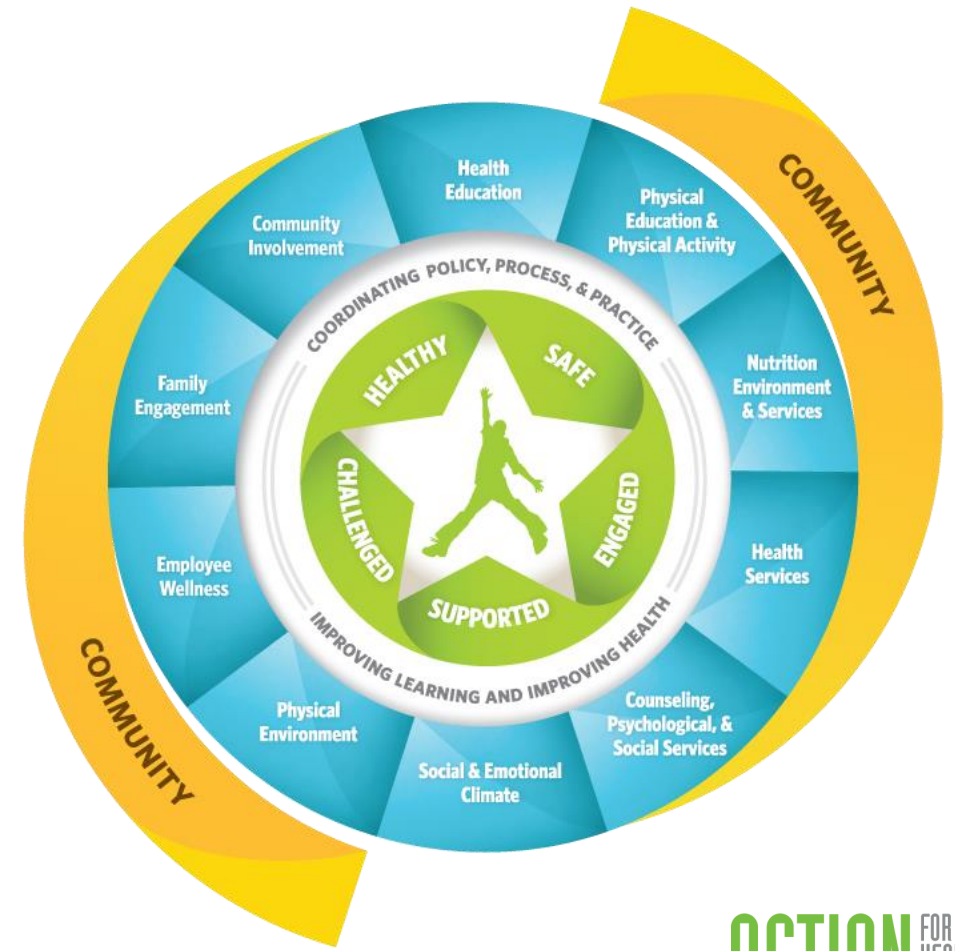 COMMUNITY
Health
Education
Physical
Education &
Physical Activity
Nutrition
Environment
& Services
Health
Services
Counseling,
Psychological, &
Social Services
Social & Emotional
Climate
Physical
Environment
Employee
Wellness
Family
Engagement
Community
Involvement
COORDINATING POLICY, PROCESS, & PRACTICE
IMPROVING LEARNING AND IMPROVING HEALTH
HEALTHY
SAFE
ENGAGED
SUPPORTED
CHALLENGED
COMMUNITY
ACTION FOR